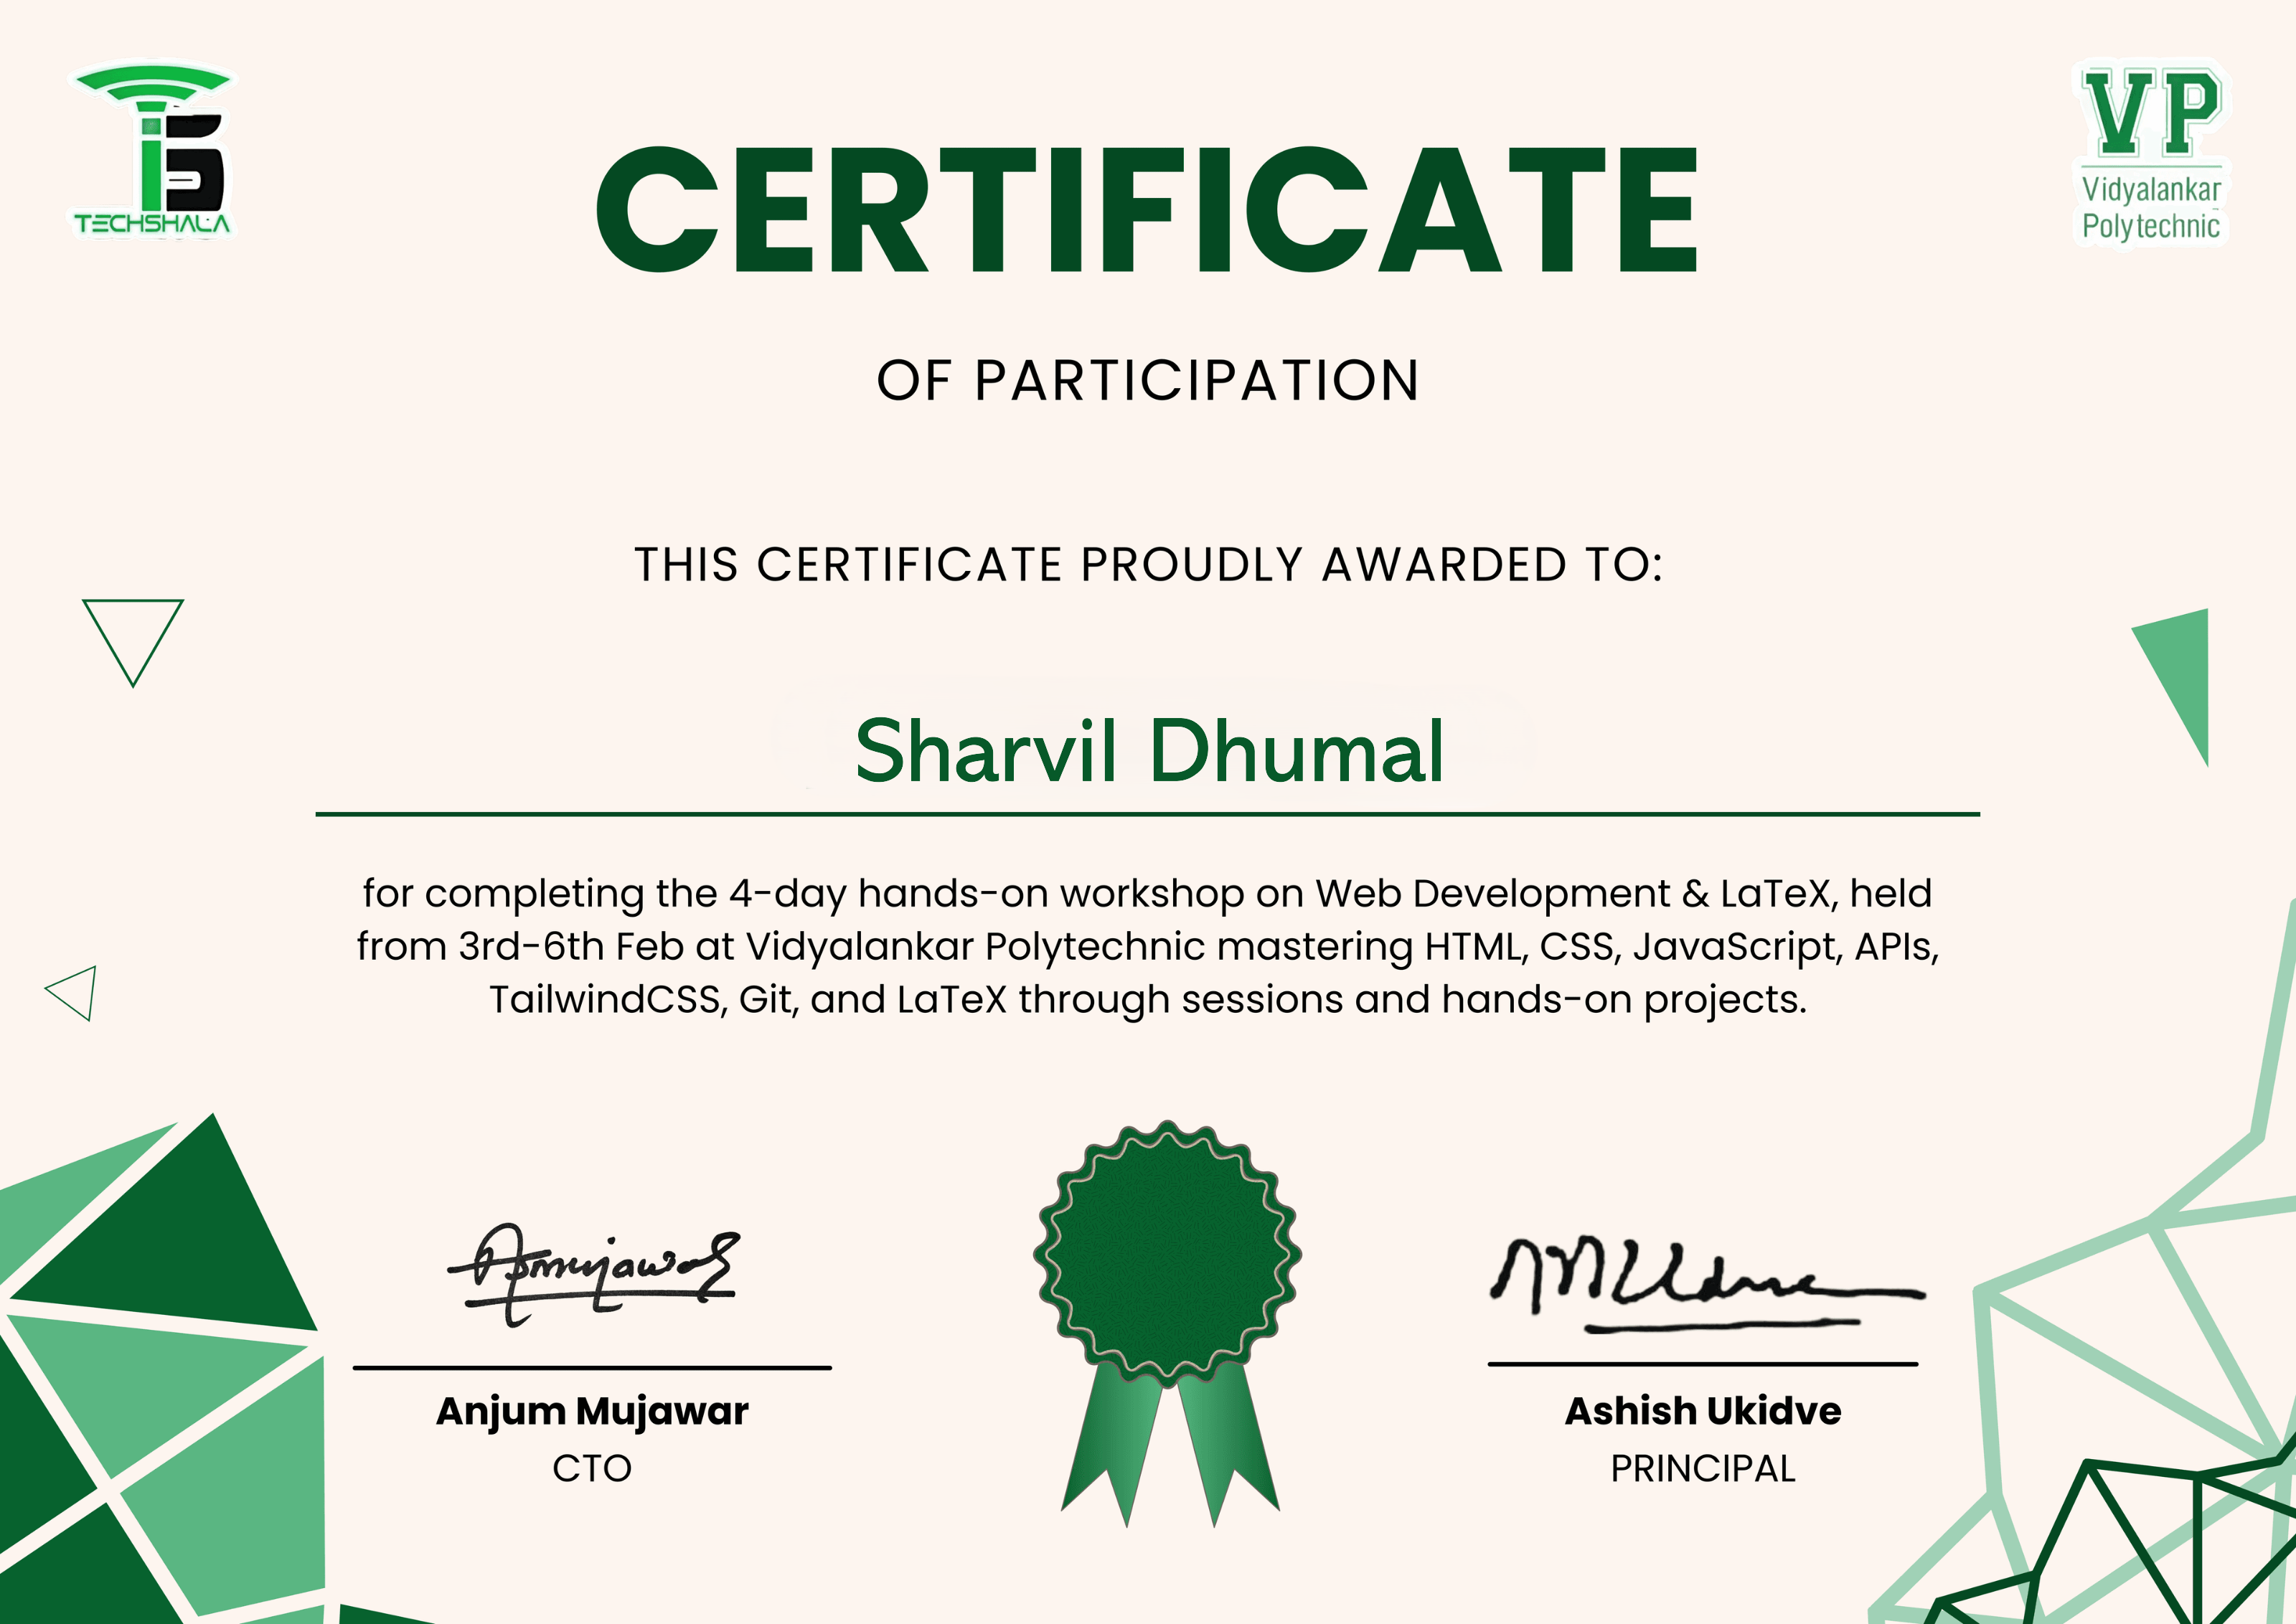 TECHSHALA
VP
Vidyalankar
Polytechnic
CERTIFICATE
OF PARTICIPATION
THIS CERTIFICATE PROUDLY AWARDED TO:
Sharvil Dhumal
for completing the 4-day hands-on workshop on Web Development & LaTeX, held
from 3rd-6th Feb at Vidyalankar Polytechnic mastering HTML, CSS, JavaScript, APIs,
TailwindCSS, Git, and LaTeX through sessions and hands-on projects.
Anjum Mujawar
CTO
Ashish Ukidve
PRINCIPAL